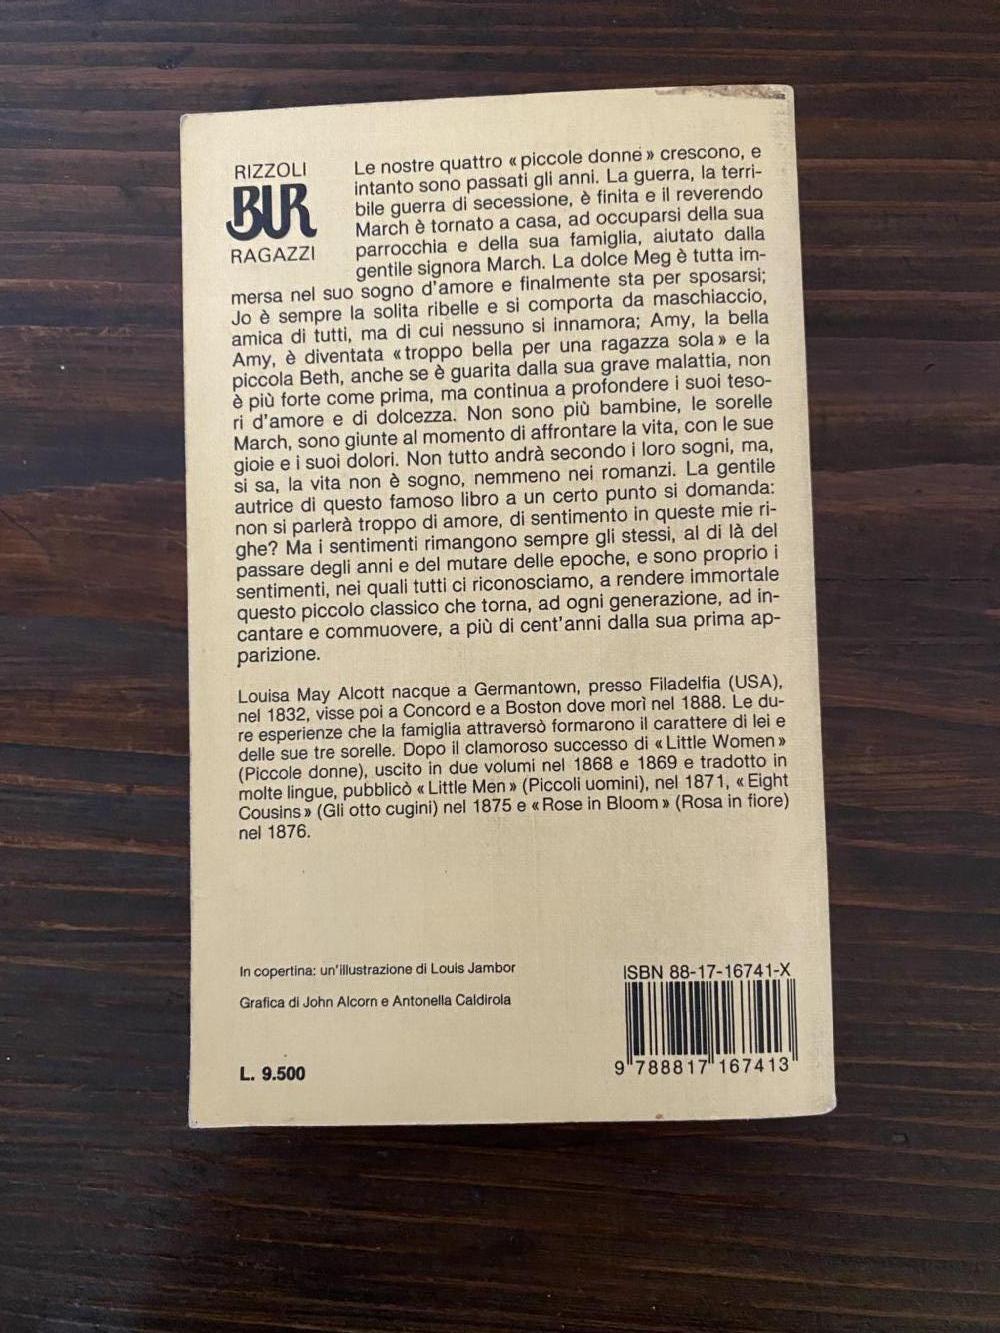 RIZZOLI
BUR
RAGAZZI
Le nostre quattro «piccole donne» crescono, e
intanto sono passati gli anni. La guerra, la terri-
bile guerra di secessione, è finita e il reverendo
March è tornato a casa, ad occuparsi della sua
parrocchia e della sua famiglia, aiutato dalla
gentile signora March. La dolce Meg è tutta im-
mersa nel suo sogno d'amore e finalmente sta per sposarsi;
Jo è sempre la solita ribelle e si comporta da maschiaccio,
amica di tutti, ma di cui nessuno si innamora; Amy, la bella
Amy, è diventata «troppo bella per una ragazza sola» e la
piccola Beth, anche se è guarita dalla sua grave malattia, non
è più forte come prima, ma continua a profondere i suoi teso-
ri d'amore e di dolcezza. Non sono più bambine, le sorelle
March, sono giunte al momento di affrontare la vita, con le sue
gioie e i suoi dolori. Non tutto andrà secondo i loro sogni, ma,
si sa, la vita non è sogno, nemmeno nei romanzi. La gentile
autrice di questo famoso libro a un certo punto si domanda:
non si parlerà troppo di amore, di sentimento in queste mie ri-
ghe? Ma i sentimenti rimangono sempre gli stessi, al di là del
passare degli anni e del mutare delle epoche, e sono proprio i
sentimenti, nei quali tutti ci riconosciamo, a rendere immortale
questo piccolo classico che torna, ad ogni generazione, ad in-
cantare e commuovere, a più di cent'anni dalla sua prima ap-
parizione.
Louisa May Alcott nacque a Germantown, presso Filadelfia (USA),
nel 1832, visse poi a Concord e a Boston dove morì nel 1888. Le du-
re esperienze che la famiglia attraversò formarono il carattere di lei e
delle sue tre sorelle. Dopo il clamoroso successo di «Little Women»
(Piccole donne), uscito in due volumi nel 1868 e 1869 e tradotto in
molte lingue, pubblicò «Little Men» (Piccoli uomini), nel 1871, «Eight
Cousins» (Gli otto cugini) nel 1875 e «Rose in Bloom» (Rosa in fiore)
nel 1876.
In copertina: un'illustrazione di Louis Jambor
Grafica di John Alcorn e Antonella Caldirola
L. 9.500
ISBN 88-17-16741-X
9 788817 167413